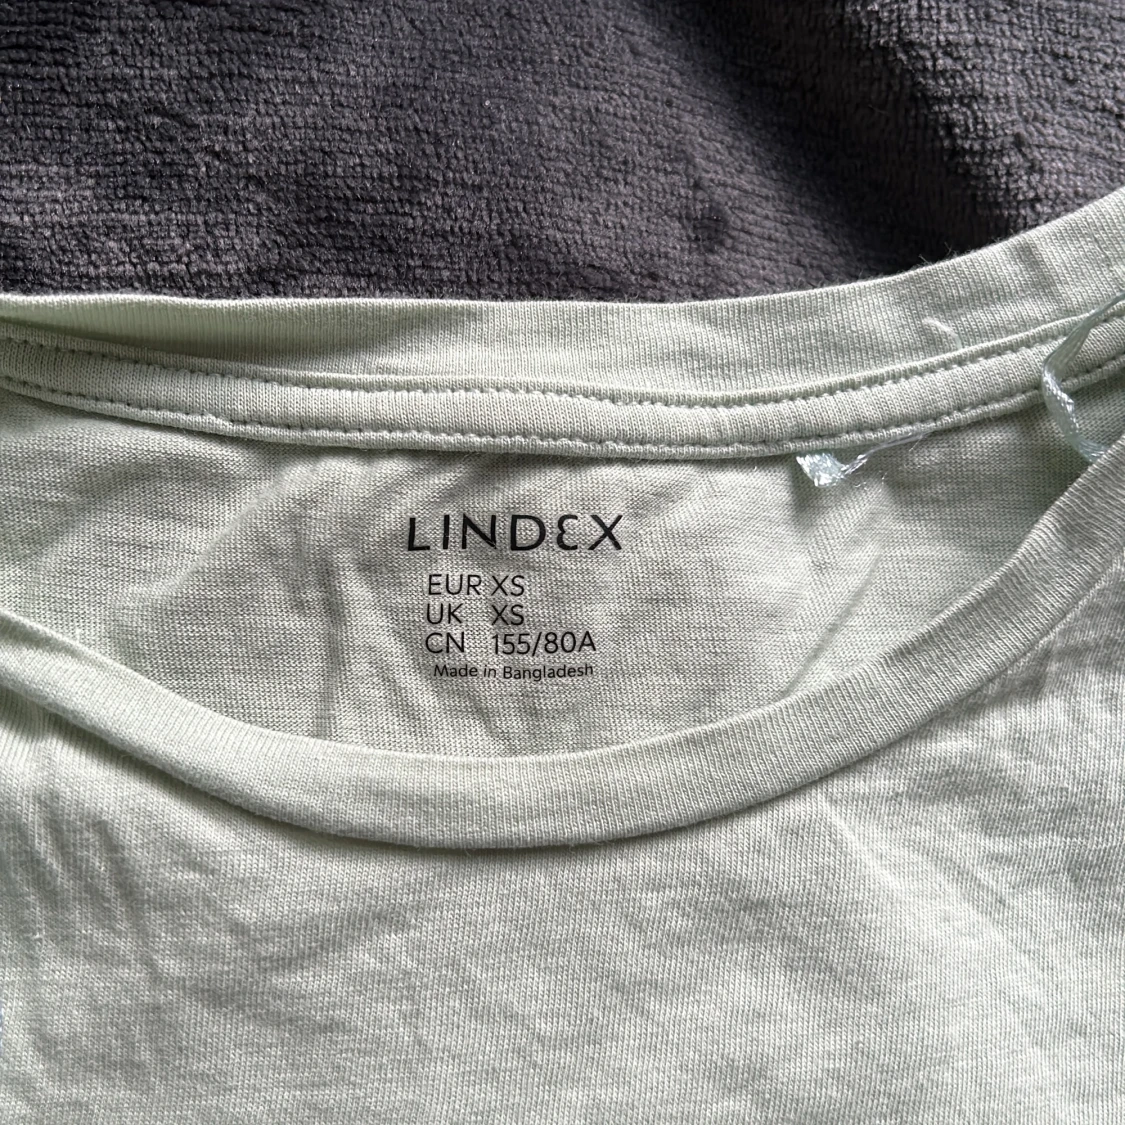 LINDEX
EUR XS
UK XS
CN 155/80A
Made in Bangladesh